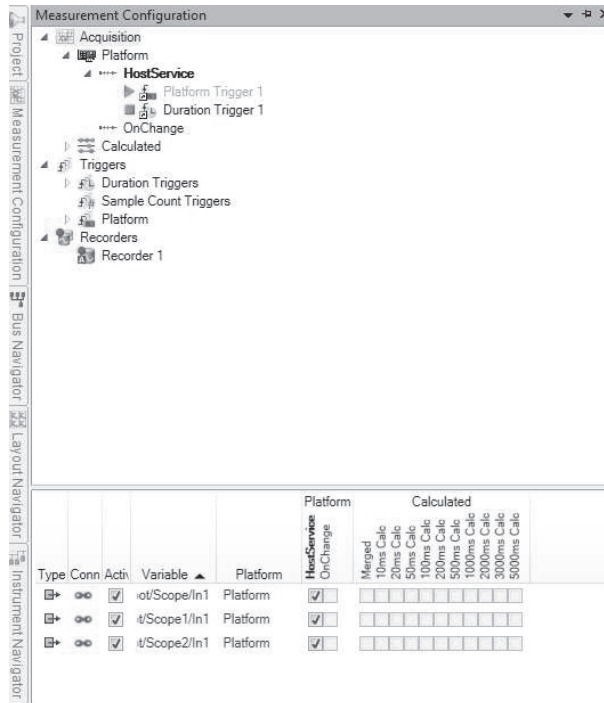 Measurement Configuration
Project
Measurement Configuration
Bus Navigator
Layout Navigator
Instrument Navigator
Acquisition
Platform
HostService
Platform Trigger 1
Duration Trigger 1
OnChange
Calculated
Triggers
Duration Triggers
Sample Count Triggers
Platform
Recorders
Recorder 1
Platform Calculated
HostService
OnChange
Merged
10ms Calc
20ms Calc
50ms Calc
100ms Calc
200ms Calc
500ms Calc
1000ms Calc
2000ms Calc
3000ms Calc
5000ms Calc
Type Conn Activ Variable Platform
ot/Scope/In1 Platform
t/Scope1/In1 Platform
t/Scope2/In1 Platform